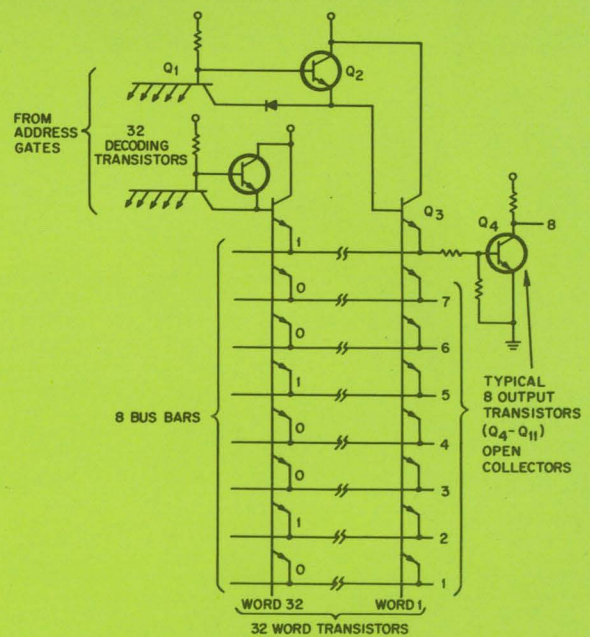 Q1
Q2
FROM
ADDRESS
GATES
32
DECODING
TRANSISTORS
Q3
Q4
8
1
0
7
0
6
1
5
8 BUS BARS
0
4
0
3
1
2
0
1
TYPICAL
8 OUTPUT
TRANSISTORS
(Q4-Q11)
OPEN
COLLECTORS
WORD 32
WORD 1
32 WORD TRANSISTORS